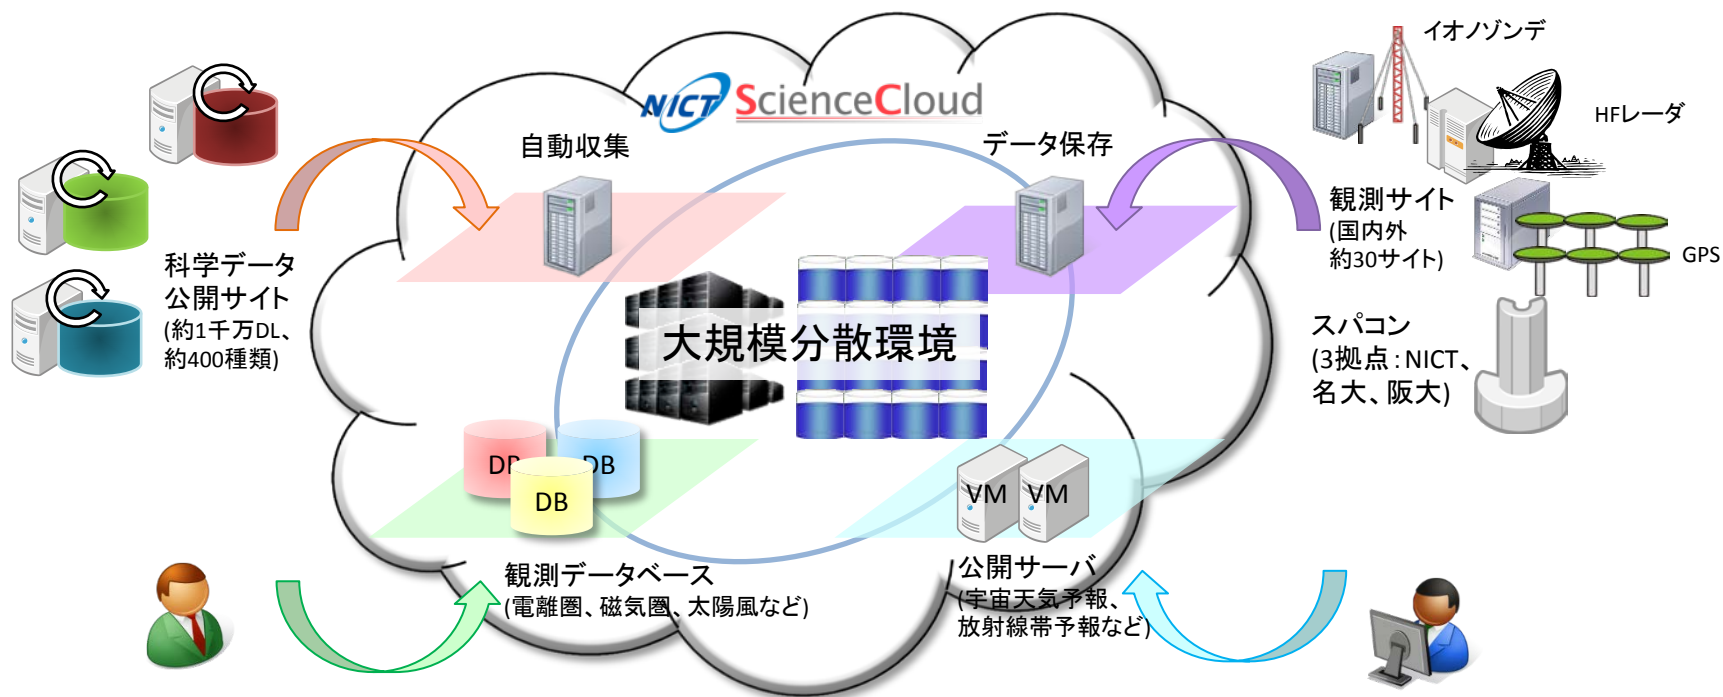 NICT ScienceCloud
イオノゾンデ
HFレーダ
自動収集
データ保存
観測サイト
(国内外
約30サイト)
GPS
科学データ
公開サイト
(約1千万DL、
約400種類)
大規模分散環境
スパコン
(3拠点:NICT、
名大、阪大)
DB
DB
DB
VM
VM
観測データベース
(電離圏、磁気圏、太陽風など)
公開サーバ
(宇宙天気予報、
放射線帯予報など)